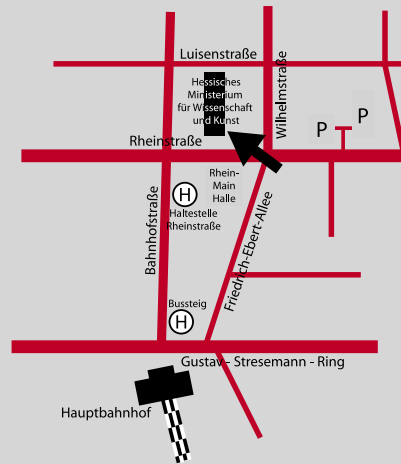 Luisenstraße
Wilhelmstraße
Hessisches
Ministerium
für Wissenschaft
und Kunst
P
P
Rheinstraße
Rhein-
Main
Halle
H
Haltestelle
Rheinstraße
Bahnhofstraße
Friedrich-Ebert-Allee
Bussteig
H
Gustav - Stresemann - Ring
Hauptbahnhof